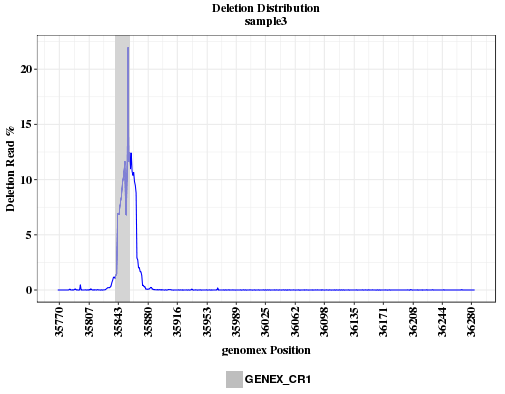 Deletion Distribution
sample3
Deletion Read %
20
15
10
5
0
35770 35807 35843 35880 35916 35953 35989 36025 36062 36098 36135 36171 36208 36244 36280
genomex Position
GENEX_CR1